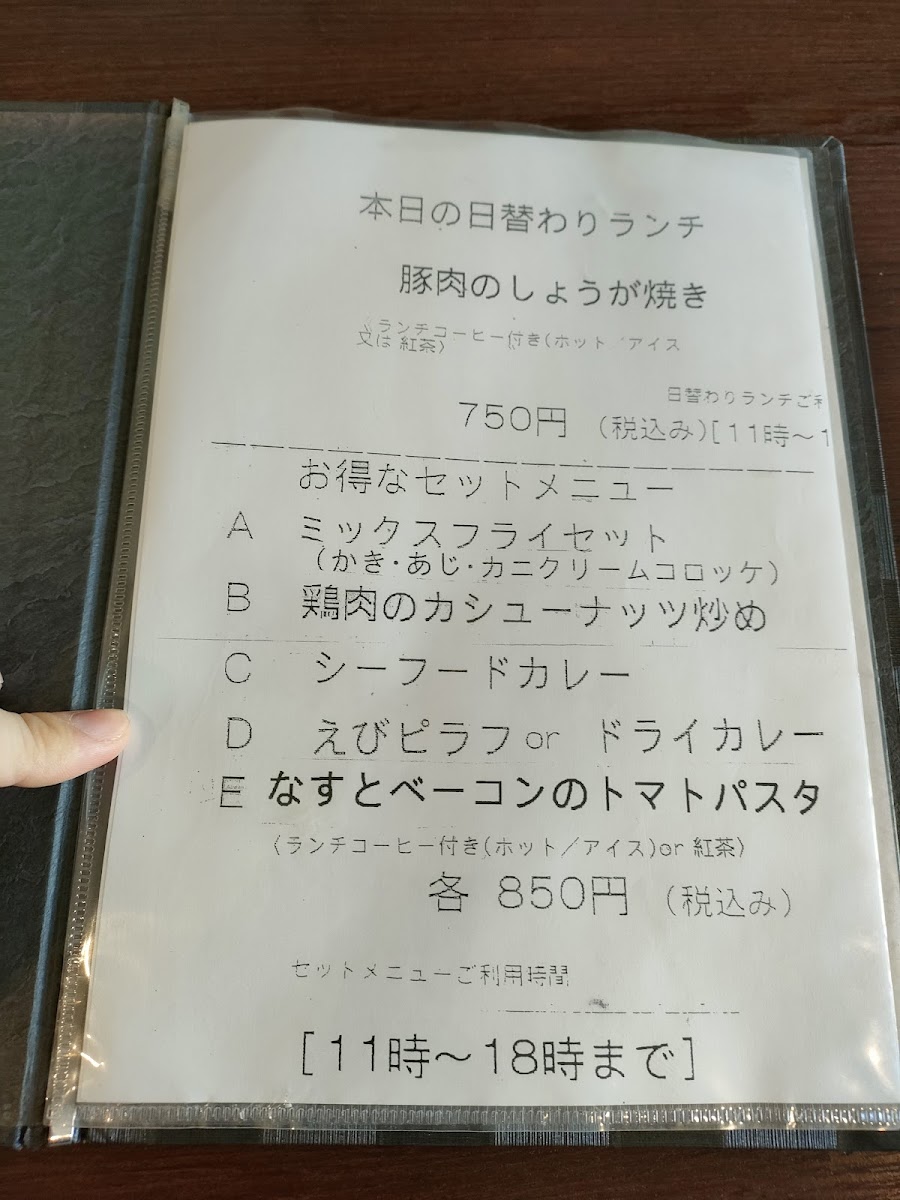 本日の日替わりランチ
豚肉のしょうが焼き
〈ランチコーヒー付き(ホット／アイス
又は 紅茶〉
日替わりランチご
750円 (税込み)[11時～1
お得なセットメニュー
A ミックスフライセット
(かき・あじ・カニクリームコロッケ)
B 鶏肉のカシューナッツ炒め
C シーフードカレー
D えびピラフ or ドライカレー
E なすとベーコンのトマトパスタ
〈ランチコーヒー付き(ホット／アイス)or 紅茶〉
各 850円 (税込み)
セットメニューご利用時間
[11時～18時まで]